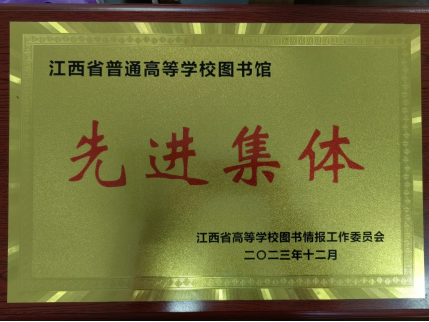 江西省普通高等学校图书馆
先进集体
江西省高等学校图书情报工作委员会
二〇二三年十二月